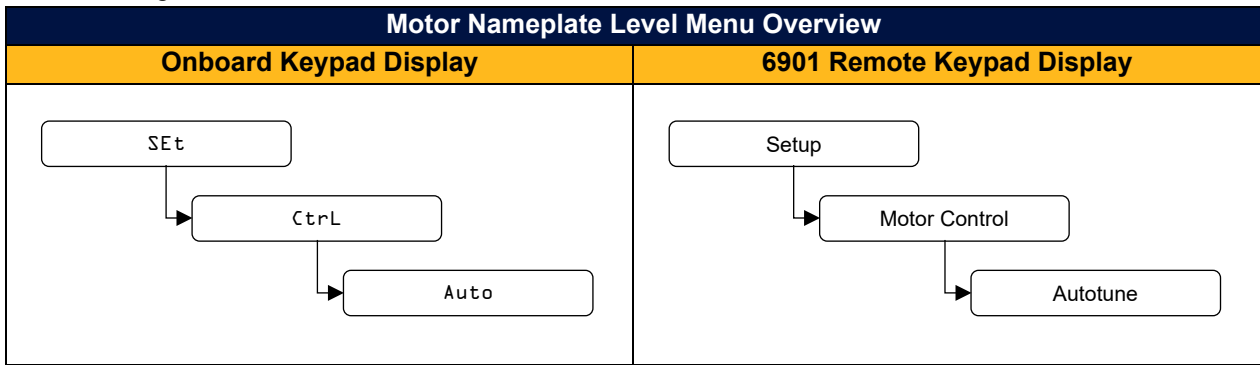 Motor Nameplate Level Menu Overview
Onboard Keypad Display
6901 Remote Keypad Display
SEt
CtrL
Auto
Setup
Motor Control
Autotune